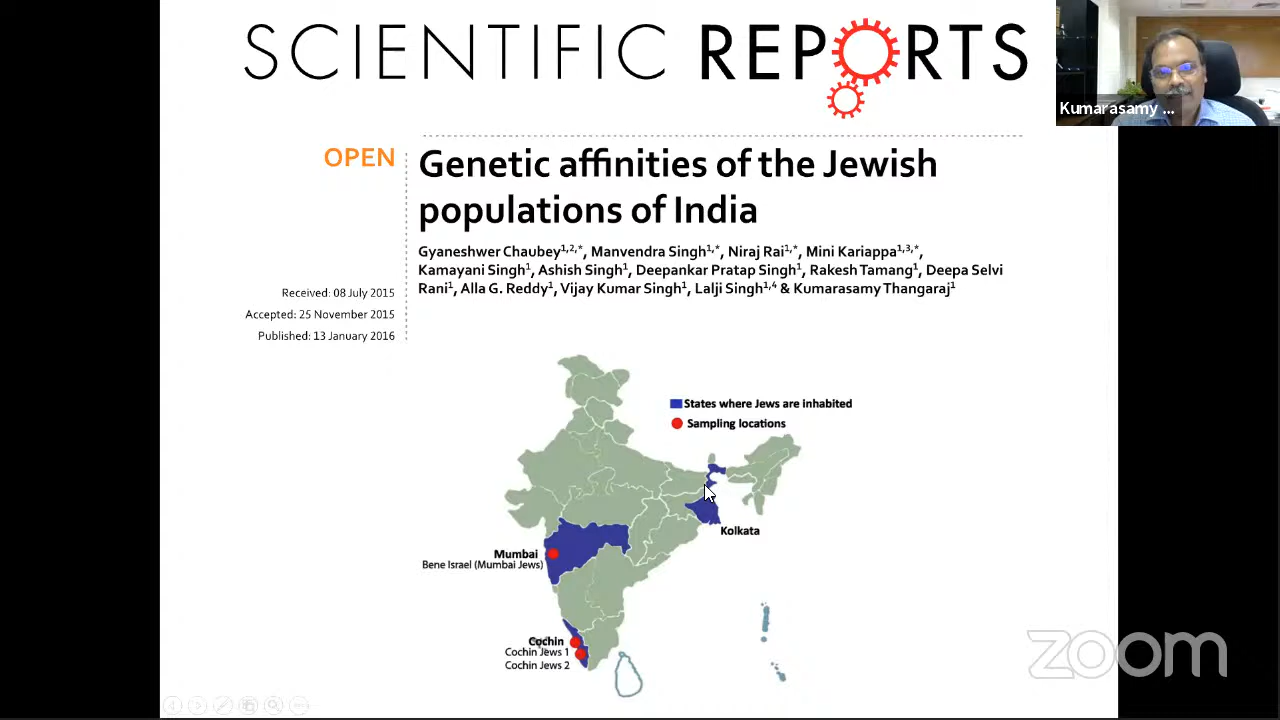 SCIENTIFIC REPORTS
Kumarasamy ...
OPEN
Genetic affinities of the Jewish
populations of India
Gyaneshwer Chaubey1,2,*, Manvendra Singh1,*, Niraj Rai1,*, Mini Kariappa1,3,*,
Kamayani Singh1, Ashish Singh1, Deepankar Pratap Singh1, Rakesh Tamang1, Deepa Selvi
Rani1, Alla G. Reddy1, Vijay Kumar Singh1, Lalji Singh1,4 & Kumarasamy Thangaraj1
Received: 08 July 2015
Accepted: 25 November 2015
Published: 13 January 2016
States where Jews are inhabited
Sampling locations
Kolkata
Mumbai
Bene Israel (Mumbai Jews)
Cochin
Cochin Jews 1
Cochin Jews 2
zoom